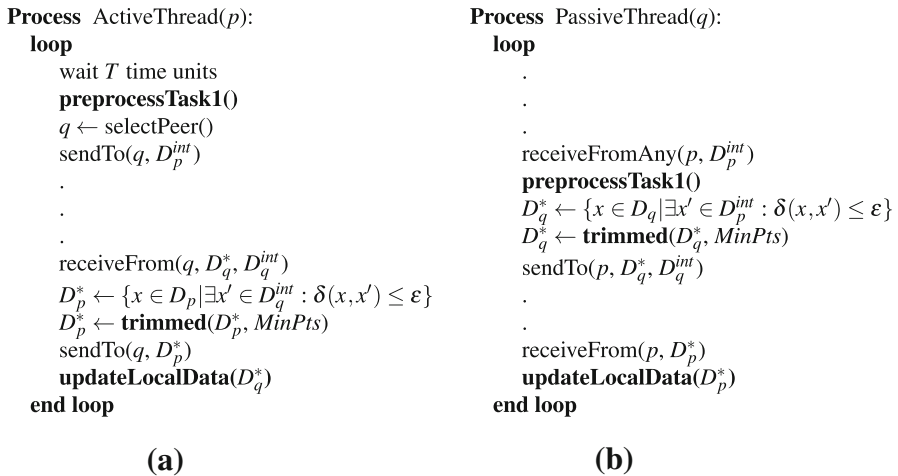 Process ActiveThread(p):
loop
wait T time units
preprocessTask1()
q ← selectPeer()
sendTo(q, D_p^{int})
.
.
.
receiveFrom(q, D_q^*, D_q^{int})
D_p^* ← {x ∈ D_p|∃x′ ∈ D_q^{int} : δ(x,x′) ≤ ε}
D_p^* ← trimmed(D_p^*, MinPts)
sendTo(q, D_p^*)
updateLocalData(D_q^*)
end loop
(a)
Process PassiveThread(q):
loop
.
.
.
receiveFromAny(p, D_p^{int})
preprocessTask1()
D_q^* ← {x ∈ D_q|∃x′ ∈ D_p^{int} : δ(x,x′) ≤ ε}
D_q^* ← trimmed(D_q^*, MinPts)
sendTo(p, D_q^*, D_q^{int})
.
.
receiveFrom(p, D_p^*)
updateLocalData(D_p^*)
end loop
(b)